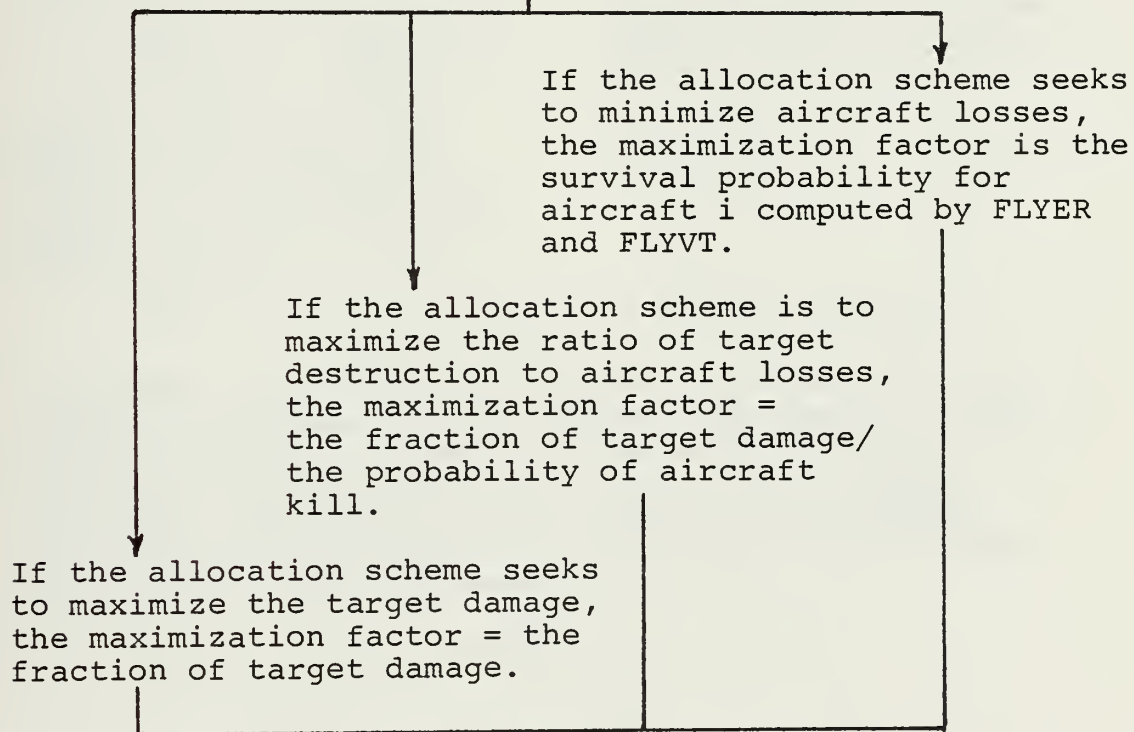 If the allocation scheme seeks
to minimize aircraft losses,
the maximization factor is the
survival probability for
aircraft i computed by FLYER
and FLYVT.
If the allocation scheme is to
maximize the ratio of target
destruction to aircraft losses,
the maximization factor =
the fraction of target damage/
the probability of aircraft
kill.
If the allocation scheme seeks
to maximize the target damage,
the maximization factor = the
fraction of target damage.